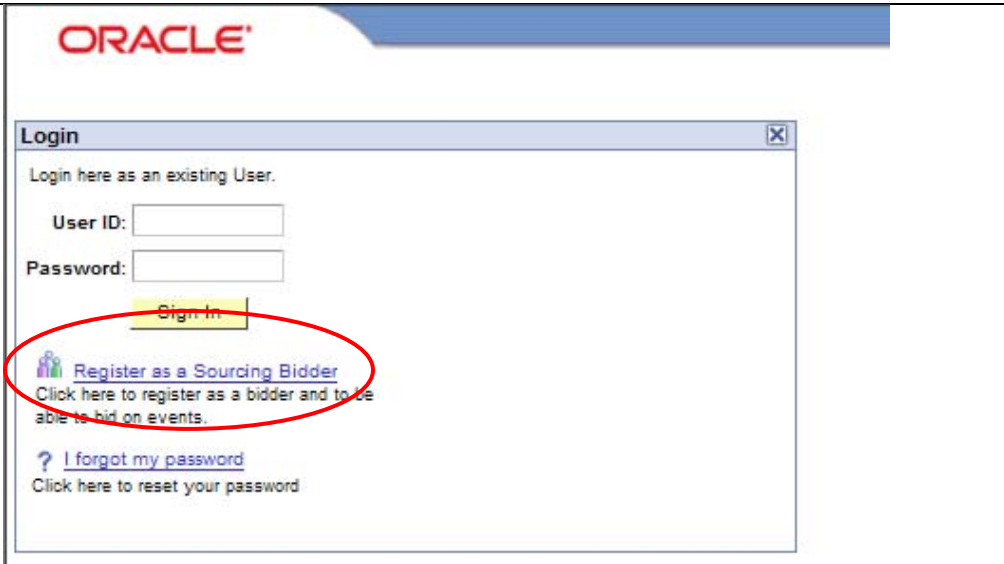 ORACLE
Login
Login here as an existing User.
User ID:
Password:
Sign In
Register as a Sourcing Bidder
Click here to register as a bidder and to be
able to bid on events.
? I forgot my password
Click here to reset your password